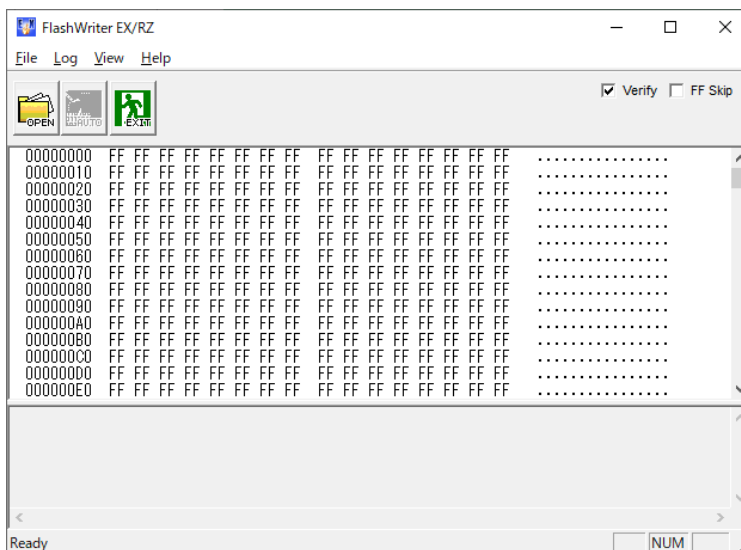 FlashWriter EX/RZ
File Log View Help
OPEN AUTO EXIT Verify FF Skip
00000000 FF FF FF FF FF FF FF FF FF FF FF FF FF FF FF FF ................
00000010 FF FF FF FF FF FF FF FF FF FF FF FF FF FF FF FF ................
00000020 FF FF FF FF FF FF FF FF FF FF FF FF FF FF FF FF ................
00000030 FF FF FF FF FF FF FF FF FF FF FF FF FF FF FF FF ................
00000040 FF FF FF FF FF FF FF FF FF FF FF FF FF FF FF FF ................
00000050 FF FF FF FF FF FF FF FF FF FF FF FF FF FF FF FF ................
00000060 FF FF FF FF FF FF FF FF FF FF FF FF FF FF FF FF ................
00000070 FF FF FF FF FF FF FF FF FF FF FF FF FF FF FF FF ................
00000080 FF FF FF FF FF FF FF FF FF FF FF FF FF FF FF FF ................
00000090 FF FF FF FF FF FF FF FF FF FF FF FF FF FF FF FF ................
000000A0 FF FF FF FF FF FF FF FF FF FF FF FF FF FF FF FF ................
000000B0 FF FF FF FF FF FF FF FF FF FF FF FF FF FF FF FF ................
000000C0 FF FF FF FF FF FF FF FF FF FF FF FF FF FF FF FF ................
000000D0 FF FF FF FF FF FF FF FF FF FF FF FF FF FF FF FF ................
000000E0 FF FF FF FF FF FF FF FF FF FF FF FF FF FF FF FF ................
Ready NUM